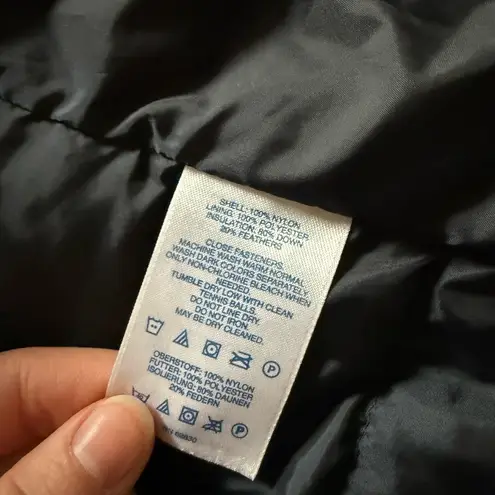 SHELL: 100% NYLON
LINING: 100% POLYESTER
INSULATION: 80% DOWN
20% FEATHERS
CLOSE FASTENERS
MACHINE WASH WARM NORMAL
WASH DARK COLORS SEPARATELY
ONLY NON-CHLORINE BLEACH WHEN
NEEDED.
TUMBLE DRY LOW WITH CLEAN
TENNIS BALLS.
DO NOT LINE DRY.
DO NOT IRON.
MAY BE DRY CLEANED.
P
OBERSTOFF: 100% NYLON
FUTTER: 100% POLYESTER
ISOLIERUNG: 80% DAUNEN
20% FEDERN
P